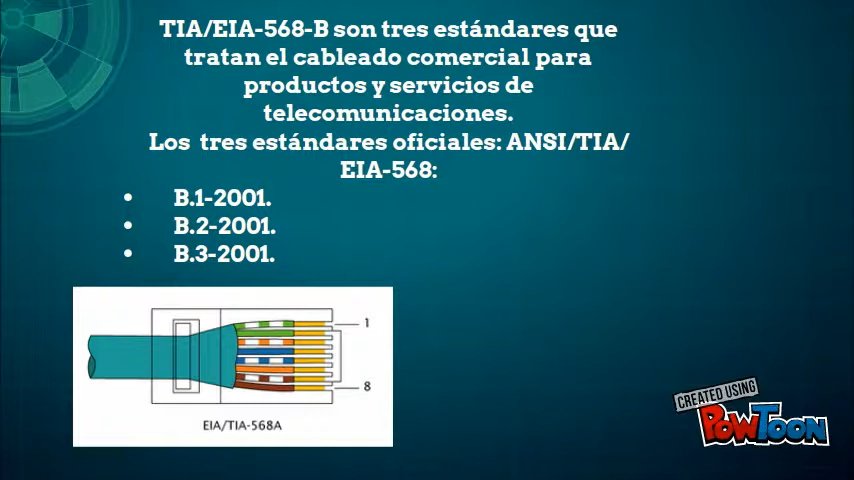 TIA/EIA-568-B son tres estándares que
tratan el cableado comercial para
productos y servicios de
telecomunicaciones.
Los tres estándares oficiales: ANSI/TIA/
EIA-568:
• B.1-2001.
• B.2-2001.
• B.3-2001.
1
8
EIA/TIA-568A
CREATED USING
POWTOON